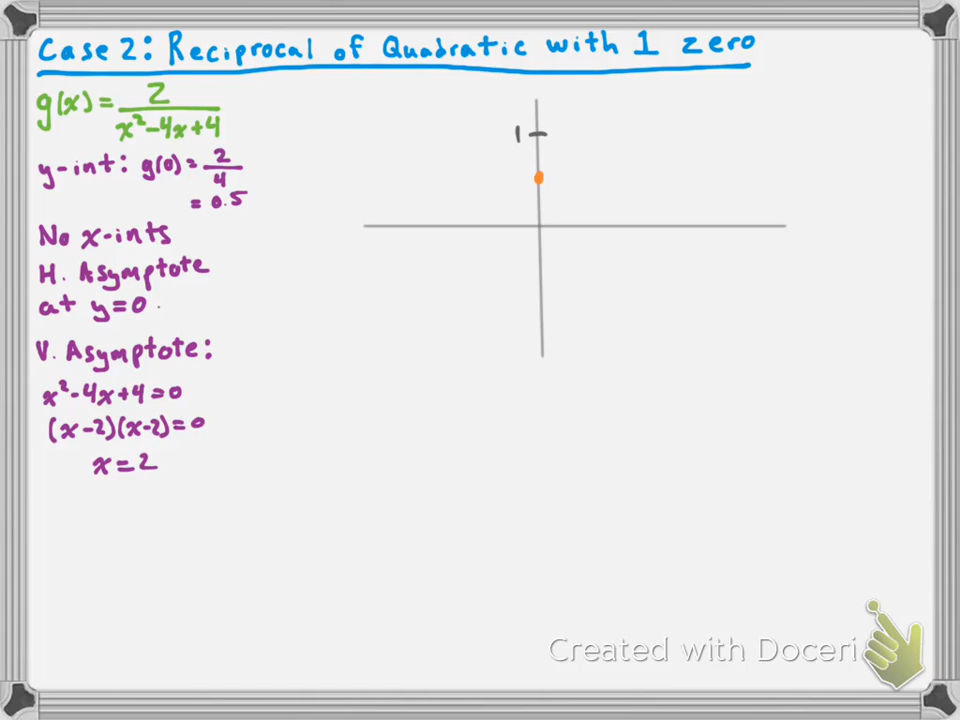 Case 2: Reciprocal of Quadratic with 1 zero
g(x) = 2 / (x² - 4x + 4)
y-int: g(0) = 2/4
= 0.5
No x-ints
H. Asymptote
at y = 0
V. Asymptote:
x² - 4x + 4 = 0
(x - 2)(x - 2) = 0
x = 2
1
Created with Doceri